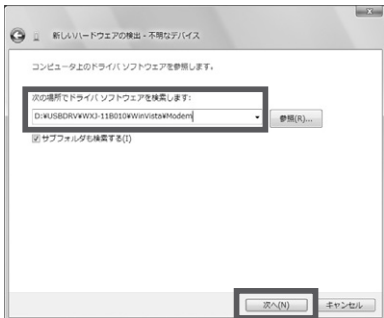 新しいハードウェアの検出 - 不明なデバイス
コンピュータ上のドライバ ソフトウェアを参照します。
次の場所でドライバ ソフトウェアを検索します:
D:¥USBDRV¥WXJ-11B010¥WinVista¥Modem
参照(R)...
サブフォルダも検索する(I)
次へ(N)
キャンセル